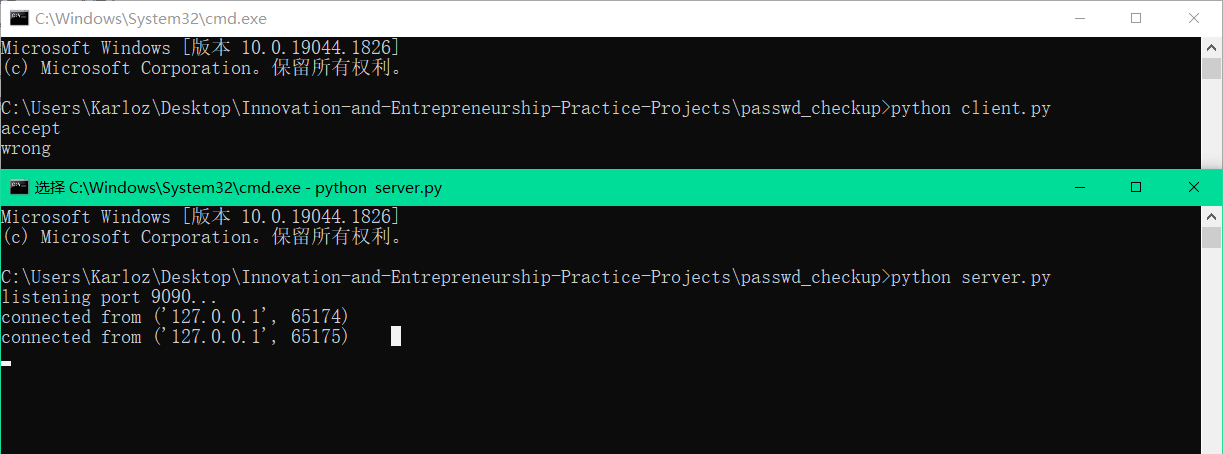 C:\Windows\System32\cmd.exe
Microsoft Windows [版本 10.0.19044.1826]
(c) Microsoft Corporation。保留所有权利。
C:\Users\Karloz\Desktop\Innovation-and-Entrepreneurship-Practice-Projects\passwd_checkup>python client.py
accept
wrong
选择 C:\Windows\System32\cmd.exe - python  server.py
Microsoft Windows [版本 10.0.19044.1826]
(c) Microsoft Corporation。保留所有权利。
C:\Users\Karloz\Desktop\Innovation-and-Entrepreneurship-Practice-Projects\passwd_checkup>python server.py
listening port 9090...
connected from ('127.0.0.1', 65174)
connected from ('127.0.0.1', 65175)